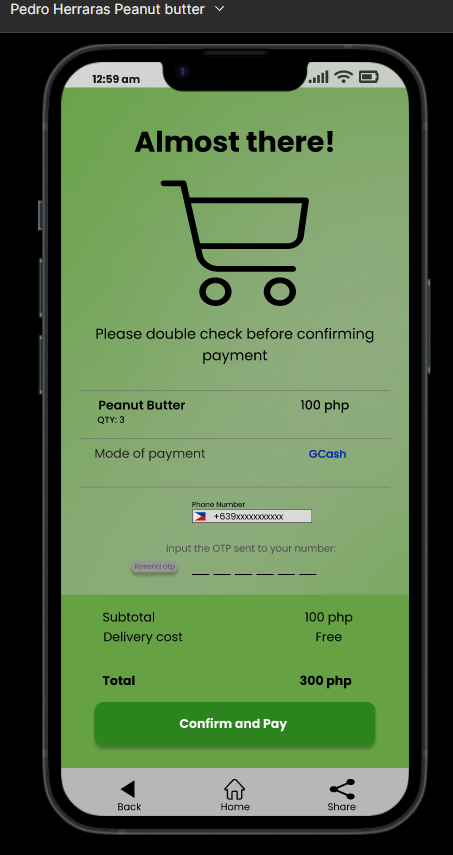 Pedro Herraras Peanut butter
12:59 am
Almost there!
Please double check before confirming
payment
Peanut Butter 100 php
QTY: 3
Mode of payment GCash
Phone Number
+639xxxxxxxxxxx
input the OTP sent to your number:
Resend otp
Subtotal 100 php
Delivery cost Free
Total 300 php
Confirm and Pay
Back Home Share